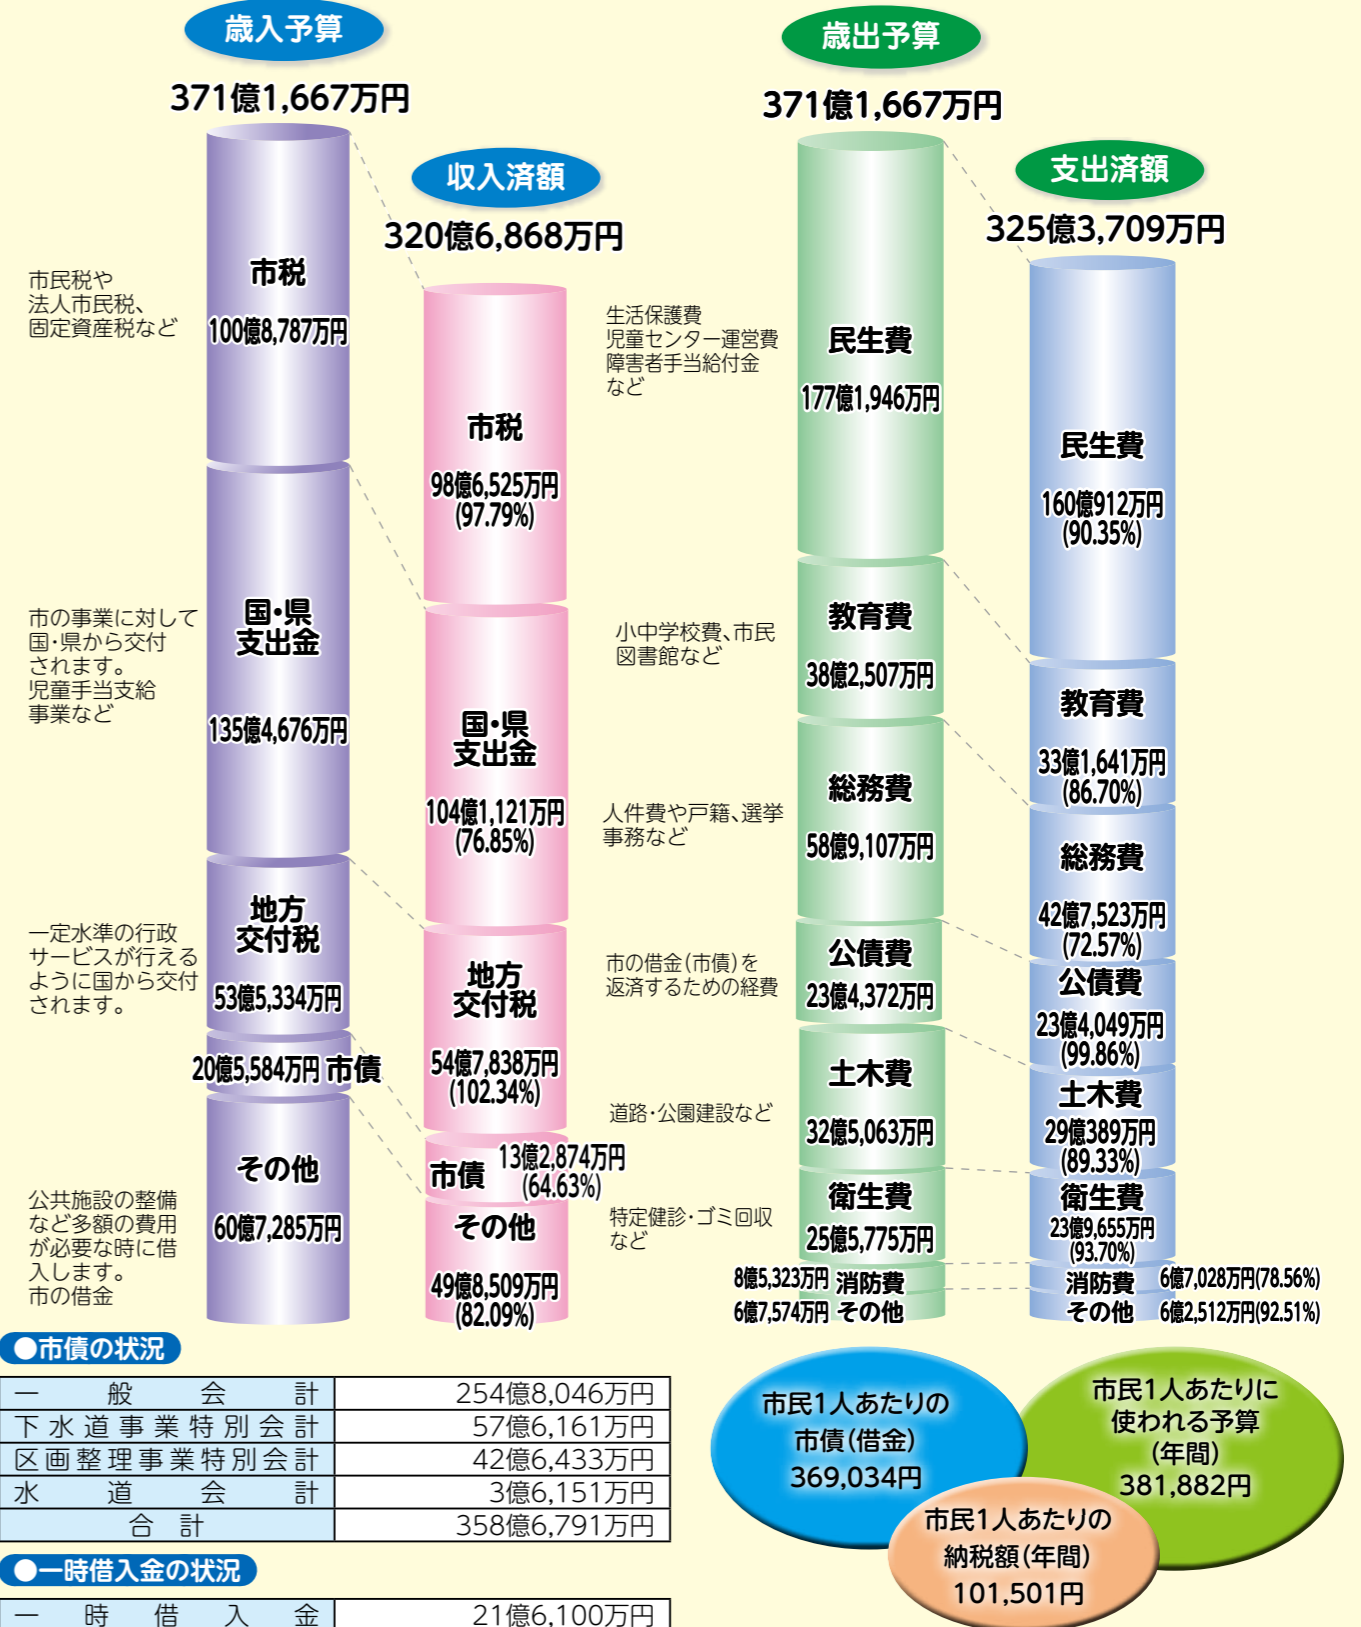 歳入予算
371億1,667万円
市民税や
法人市民税、
固定資産税など
市税
100億8,787万円
市の事業に対して
国・県から交付
されます。
児童手当支給
事業など
国・県
支出金
135億4,676万円
一定水準の行政
サービスが行える
ように国から交付
されます。
地方
交付税
53億5,334万円
20億5,584万円 市債
公共施設の整備
など多額の費用
が必要な時に借
入します。
市の借金
その他
60億7,285万円
収入済額
320億6,868万円
市税
98億6,525万円
(97.79%)
国・県
支出金
104億1,121万円
(76.85%)
地方
交付税
54億7,838万円
(102.34%)
市債
13億2,874万円
(64.63%)
その他
49億8,509万円
(82.09%)
歳出予算
371億1,667万円
生活保護費
児童センター運営費
障害者手当給付金
など
民生費
177億1,946万円
小中学校費、市民
図書館など
教育費
38億2,507万円
人件費や戸籍、選挙
事務など
総務費
58億9,107万円
市の借金(市債)を
返済するための経費
公債費
23億4,372万円
道路・公園建設など
土木費
32億5,063万円
特定健診・ゴミ回収
など
衛生費
25億5,775万円
8億5,323万円 消防費
6億7,574万円 その他
支出済額
325億3,709万円
民生費
160億912万円
(90.35%)
教育費
33億1,641万円
(86.70%)
総務費
42億7,523万円
(72.57%)
公債費
23億4,049万円
(99.86%)
土木費
29億389万円
(89.33%)
衛生費
23億9,655万円
(93.70%)
消防費 6億7,028万円(78.56%)
その他 6億2,512万円(92.51%)
●市債の状況
一般会計 254億8,046万円
下水道事業特別会計 57億6,161万円
区画整理事業特別会計 42億6,433万円
水道会計 3億6,151万円
合計 358億6,791万円
●一時借入金の状況
一時借入金 21億6,100万円
市民1人あたりの
市債(借金)
369,034円
市民1人あたりに
使われる予算
(年間)
381,882円
市民1人あたりの
納税額(年間)
101,501円